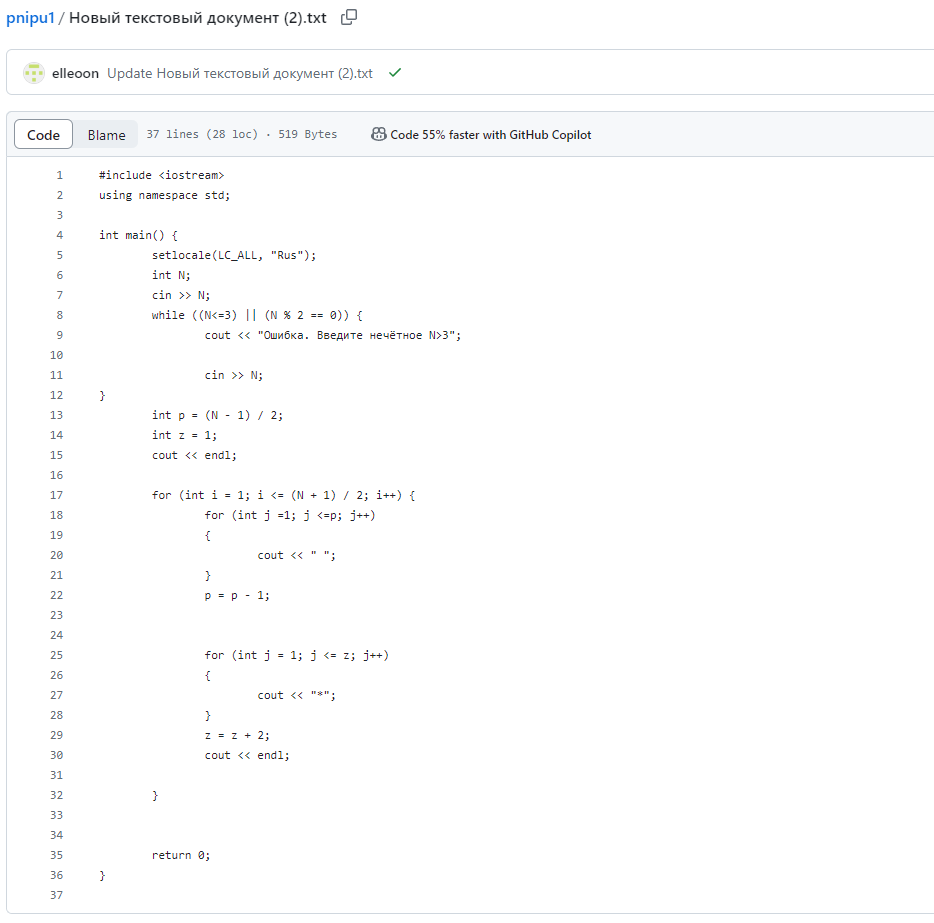 pnipu1 / Новый текстовый документ (2).txt
elleoon Update Новый текстовый документ (2).txt
Code Blame 37 lines (28 loc) · 519 Bytes Code 55% faster with GitHub Copilot
1 #include <iostream>
2 using namespace std;
3
4 int main() {
5 setlocale(LC_ALL, "Rus");
6 int N;
7 cin >> N;
8 while ((N<=3) || (N % 2 == 0)) {
9 cout << "Ошибка. Введите нечётное N>3";
10
11 cin >> N;
12 }
13 int p = (N - 1) / 2;
14 int z = 1;
15 cout << endl;
16
17 for (int i = 1; i <= (N + 1) / 2; i++) {
18 for (int j =1; j <=p; j++)
19 {
20 cout << " ";
21 }
22 p = p - 1;
23
24
25 for (int j = 1; j <= z; j++)
26 {
27 cout << "*";
28 }
29 z = z + 2;
30 cout << endl;
31
32 }
33
34
35 return 0;
36 }
37